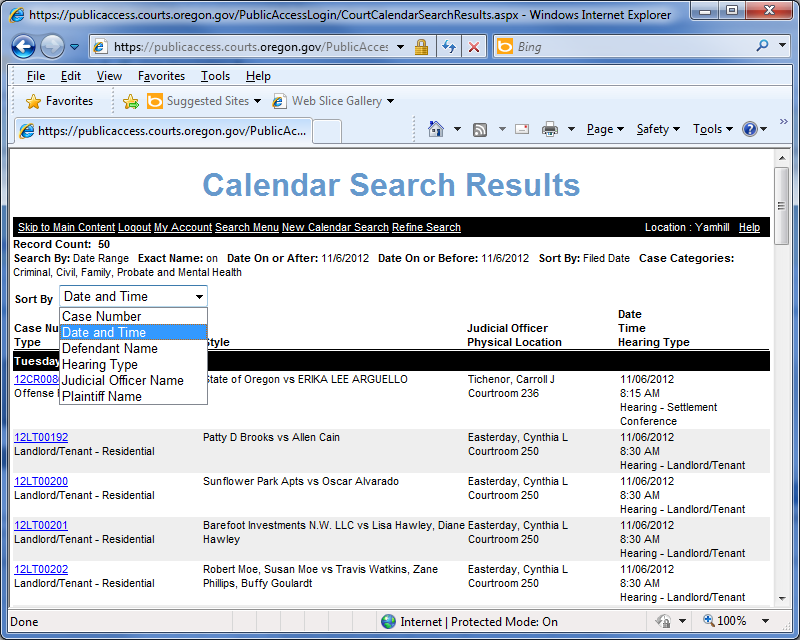 https://publicaccess.courts.oregon.gov/PublicAccessLogin/CourtCalendarSearchResults.aspx - Windows Internet Explorer
https://publicaccess.courts.oregon.gov/PublicAcces Bing
File Edit View Favorites Tools Help
Favorites Suggested Sites Web Slice Gallery
https://publicaccess.courts.oregon.gov/PublicAc... Page Safety Tools
Calendar Search Results
Skip to Main Content Logout My Account Search Menu New Calendar Search Refine Search Location : Yamhill Help
Record Count: 50
Search By: Date Range Exact Name: on Date On or After: 11/6/2012 Date On or Before: 11/6/2012 Sort By: Filed Date Case Categories:
Criminal, Civil, Family, Probate and Mental Health
Sort By Date and Time
Case Number
Date and Time
Defendant Name
Hearing Type
Judicial Officer Name
Plaintiff Name
Case Nu
Type Style
Judicial Officer
Physical Location
Date
Time
Hearing Type
Tuesday
12CR00 State of Oregon vs ERIKA LEE ARGUELLO Tichenor, Carroll J 11/06/2012
Offense Courtroom 236 8:15 AM
Hearing - Settlement
Conference
12LT00192 Patty D Brooks vs Allen Cain Easterday, Cynthia L 11/06/2012
Landlord/Tenant - Residential Courtroom 250 8:30 AM
Hearing - Landlord/Tenant
12LT00200 Sunflower Park Apts vs Oscar Alvarado Easterday, Cynthia L 11/06/2012
Landlord/Tenant - Residential Courtroom 250 8:30 AM
Hearing - Landlord/Tenant
12LT00201 Barefoot Investments N.W. LLC vs Lisa Hawley, Diane Easterday, Cynthia L 11/06/2012
Landlord/Tenant - Residential Hawley Courtroom 250 8:30 AM
Hearing - Landlord/Tenant
12LT00202 Robert Moe, Susan Moe vs Travis Watkins, Zane Easterday, Cynthia L 11/06/2012
Landlord/Tenant - Residential Phillips, Buffy Goulardt Courtroom 250 8:30 AM
Hearing - Landlord/Tenant
Done Internet | Protected Mode: On 100%